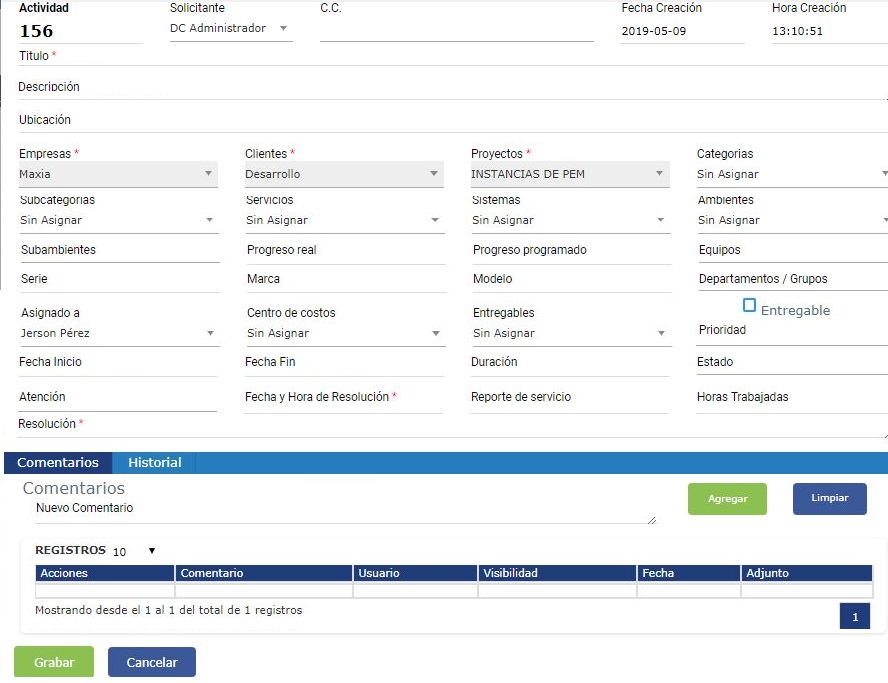 Actividad Solicitante C.C. Fecha Creación Hora Creación
156 DC Administrador 2019-05-09 13:10:51
Titulo *
Descripción
Ubicación
Empresas * Clientes * Proyectos * Categorias
Maxia Desarrollo INSTANCIAS DE PEM Sin Asignar
Subcategorias Servicios Sistemas Ambientes
Sin Asignar Sin Asignar Sin Asignar Sin Asignar
Subambientes Progreso real Progreso programado Equipos
Serie Marca Modelo Departamentos / Grupos
Asignado a Centro de costos Entregables Entregable
Jerson Pérez Sin Asignar Sin Asignar Prioridad
Fecha Inicio Fecha Fin Duración Estado
Atención Fecha y Hora de Resolución * Reporte de servicio Horas Trabajadas
Resolución *
Comentarios Historial
Comentarios
Nuevo Comentario Agregar Limpiar
REGISTROS 10
Acciones Comentario Usuario Visibilidad Fecha Adjunto
Mostrando desde el 1 al 1 del total de 1 registros
1
Grabar Cancelar